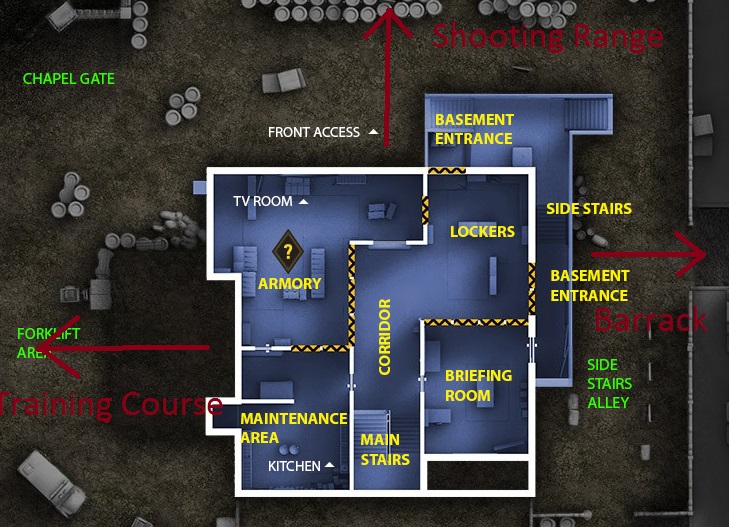 Shooting Range
CHAPEL GATE
BASEMENT
ENTRANCE
FRONT ACCESS
TV ROOM
SIDE STAIRS
LOCKERS
?
ARMORY
BASEMENT
ENTRANCE
CORRIDOR
Barrack
FORKLIFT
AREA
SIDE
STAIRS
ALLEY
BRIEFING
ROOM
Training Course
MAINTENANCE
AREA
MAIN
STAIRS
KITCHEN